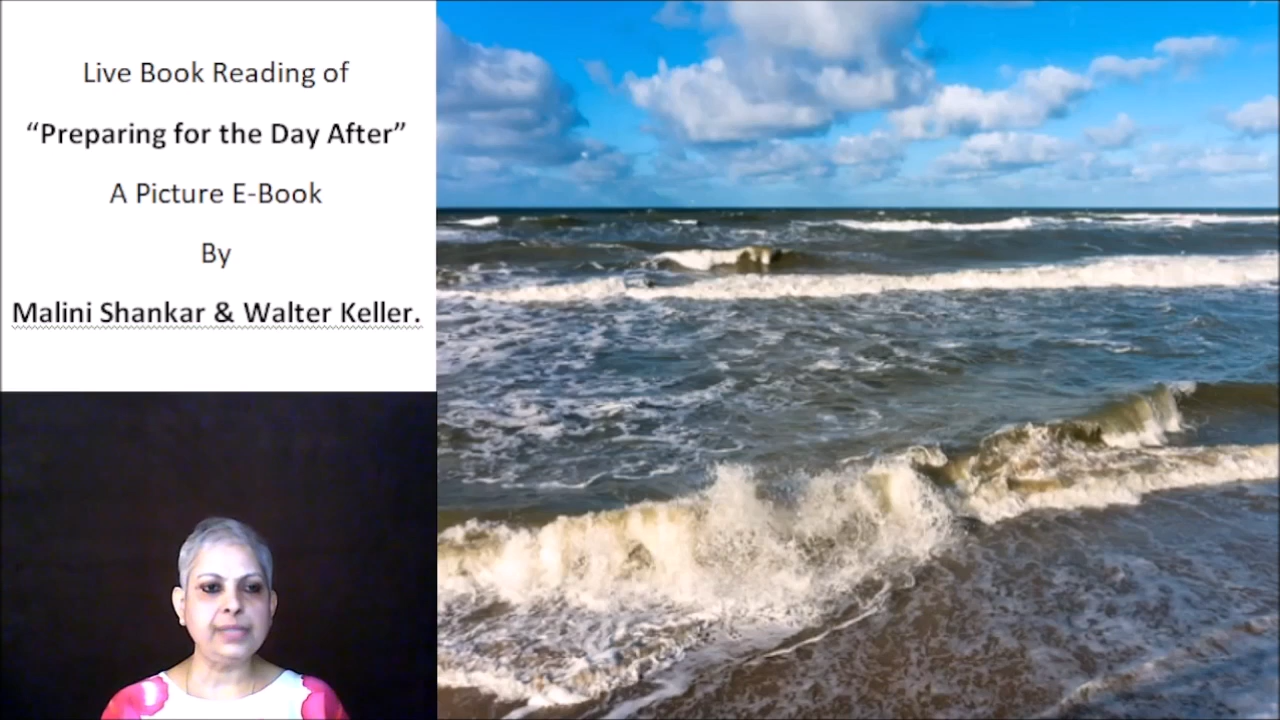 Live Book Reading of
“Preparing for the Day After”
A Picture E-Book
By
Malini Shankar & Walter Keller.